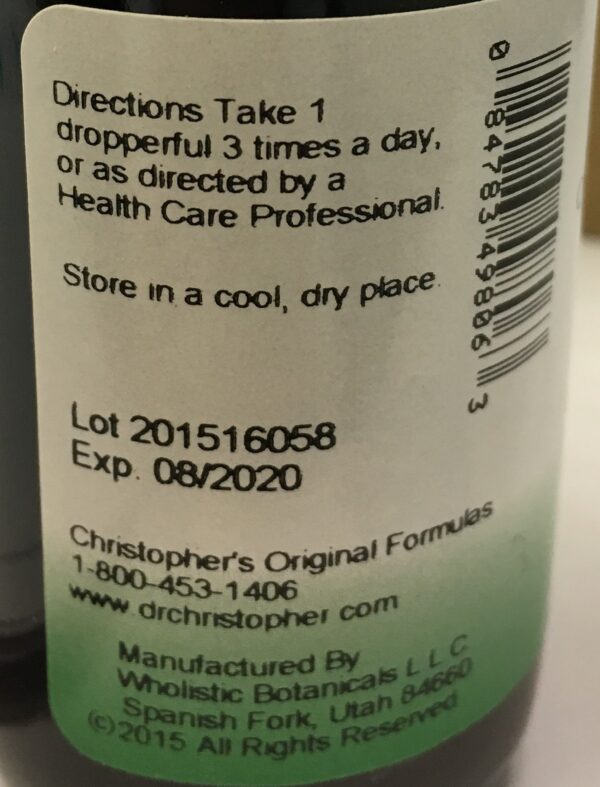 Directions Take 1
dropperful 3 times a day,
or as directed by a
Health Care Professional.
Store in a cool, dry place.
Lot 201516058
Exp. 08/2020
Christopher's Original Formulas
1-800-453-1406
www.drchristopher.com
Manufactured By
Wholistic Botanicals L L C
Spanish Fork, Utah 84660
(c)2015 All Rights Reserved
0 84783 49806 3